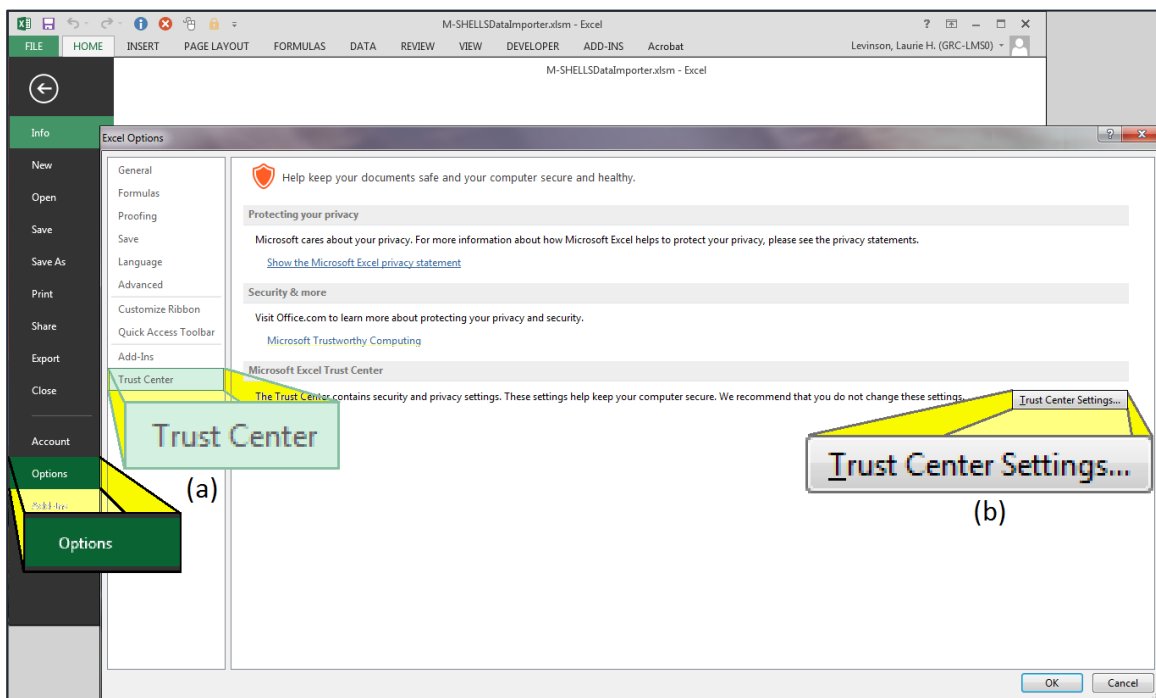 M-SHELLSDataImporter.xlsm - Excel
FILE HOME INSERT PAGE LAYOUT FORMULAS DATA REVIEW VIEW DEVELOPER ADD-INS Acrobat Levinson, Laurie H. (GRC-LMS0)
M-SHELLSDataImporter.xlsm - Excel
Info
New
Open
Save
Save As
Print
Share
Export
Close
Account
Options
Add-Ins
Options
Excel Options
General
Formulas
Proofing
Save
Language
Advanced
Customize Ribbon
Quick Access Toolbar
Add-Ins
Trust Center
Trust Center
(a)
Help keep your documents safe and your computer secure and healthy.
Protecting your privacy
Microsoft cares about your privacy. For more information about how Microsoft Excel helps to protect your privacy, please see the privacy statements.
Show the Microsoft Excel privacy statement
Security & more
Visit Office.com to learn more about protecting your privacy and security.
Microsoft Trustworthy Computing
Microsoft Excel Trust Center
The Trust Center contains security and privacy settings. These settings help keep your computer secure. We recommend that you do not change these settings.
Trust Center Settings...
Trust Center Settings...
(b)
OK Cancel